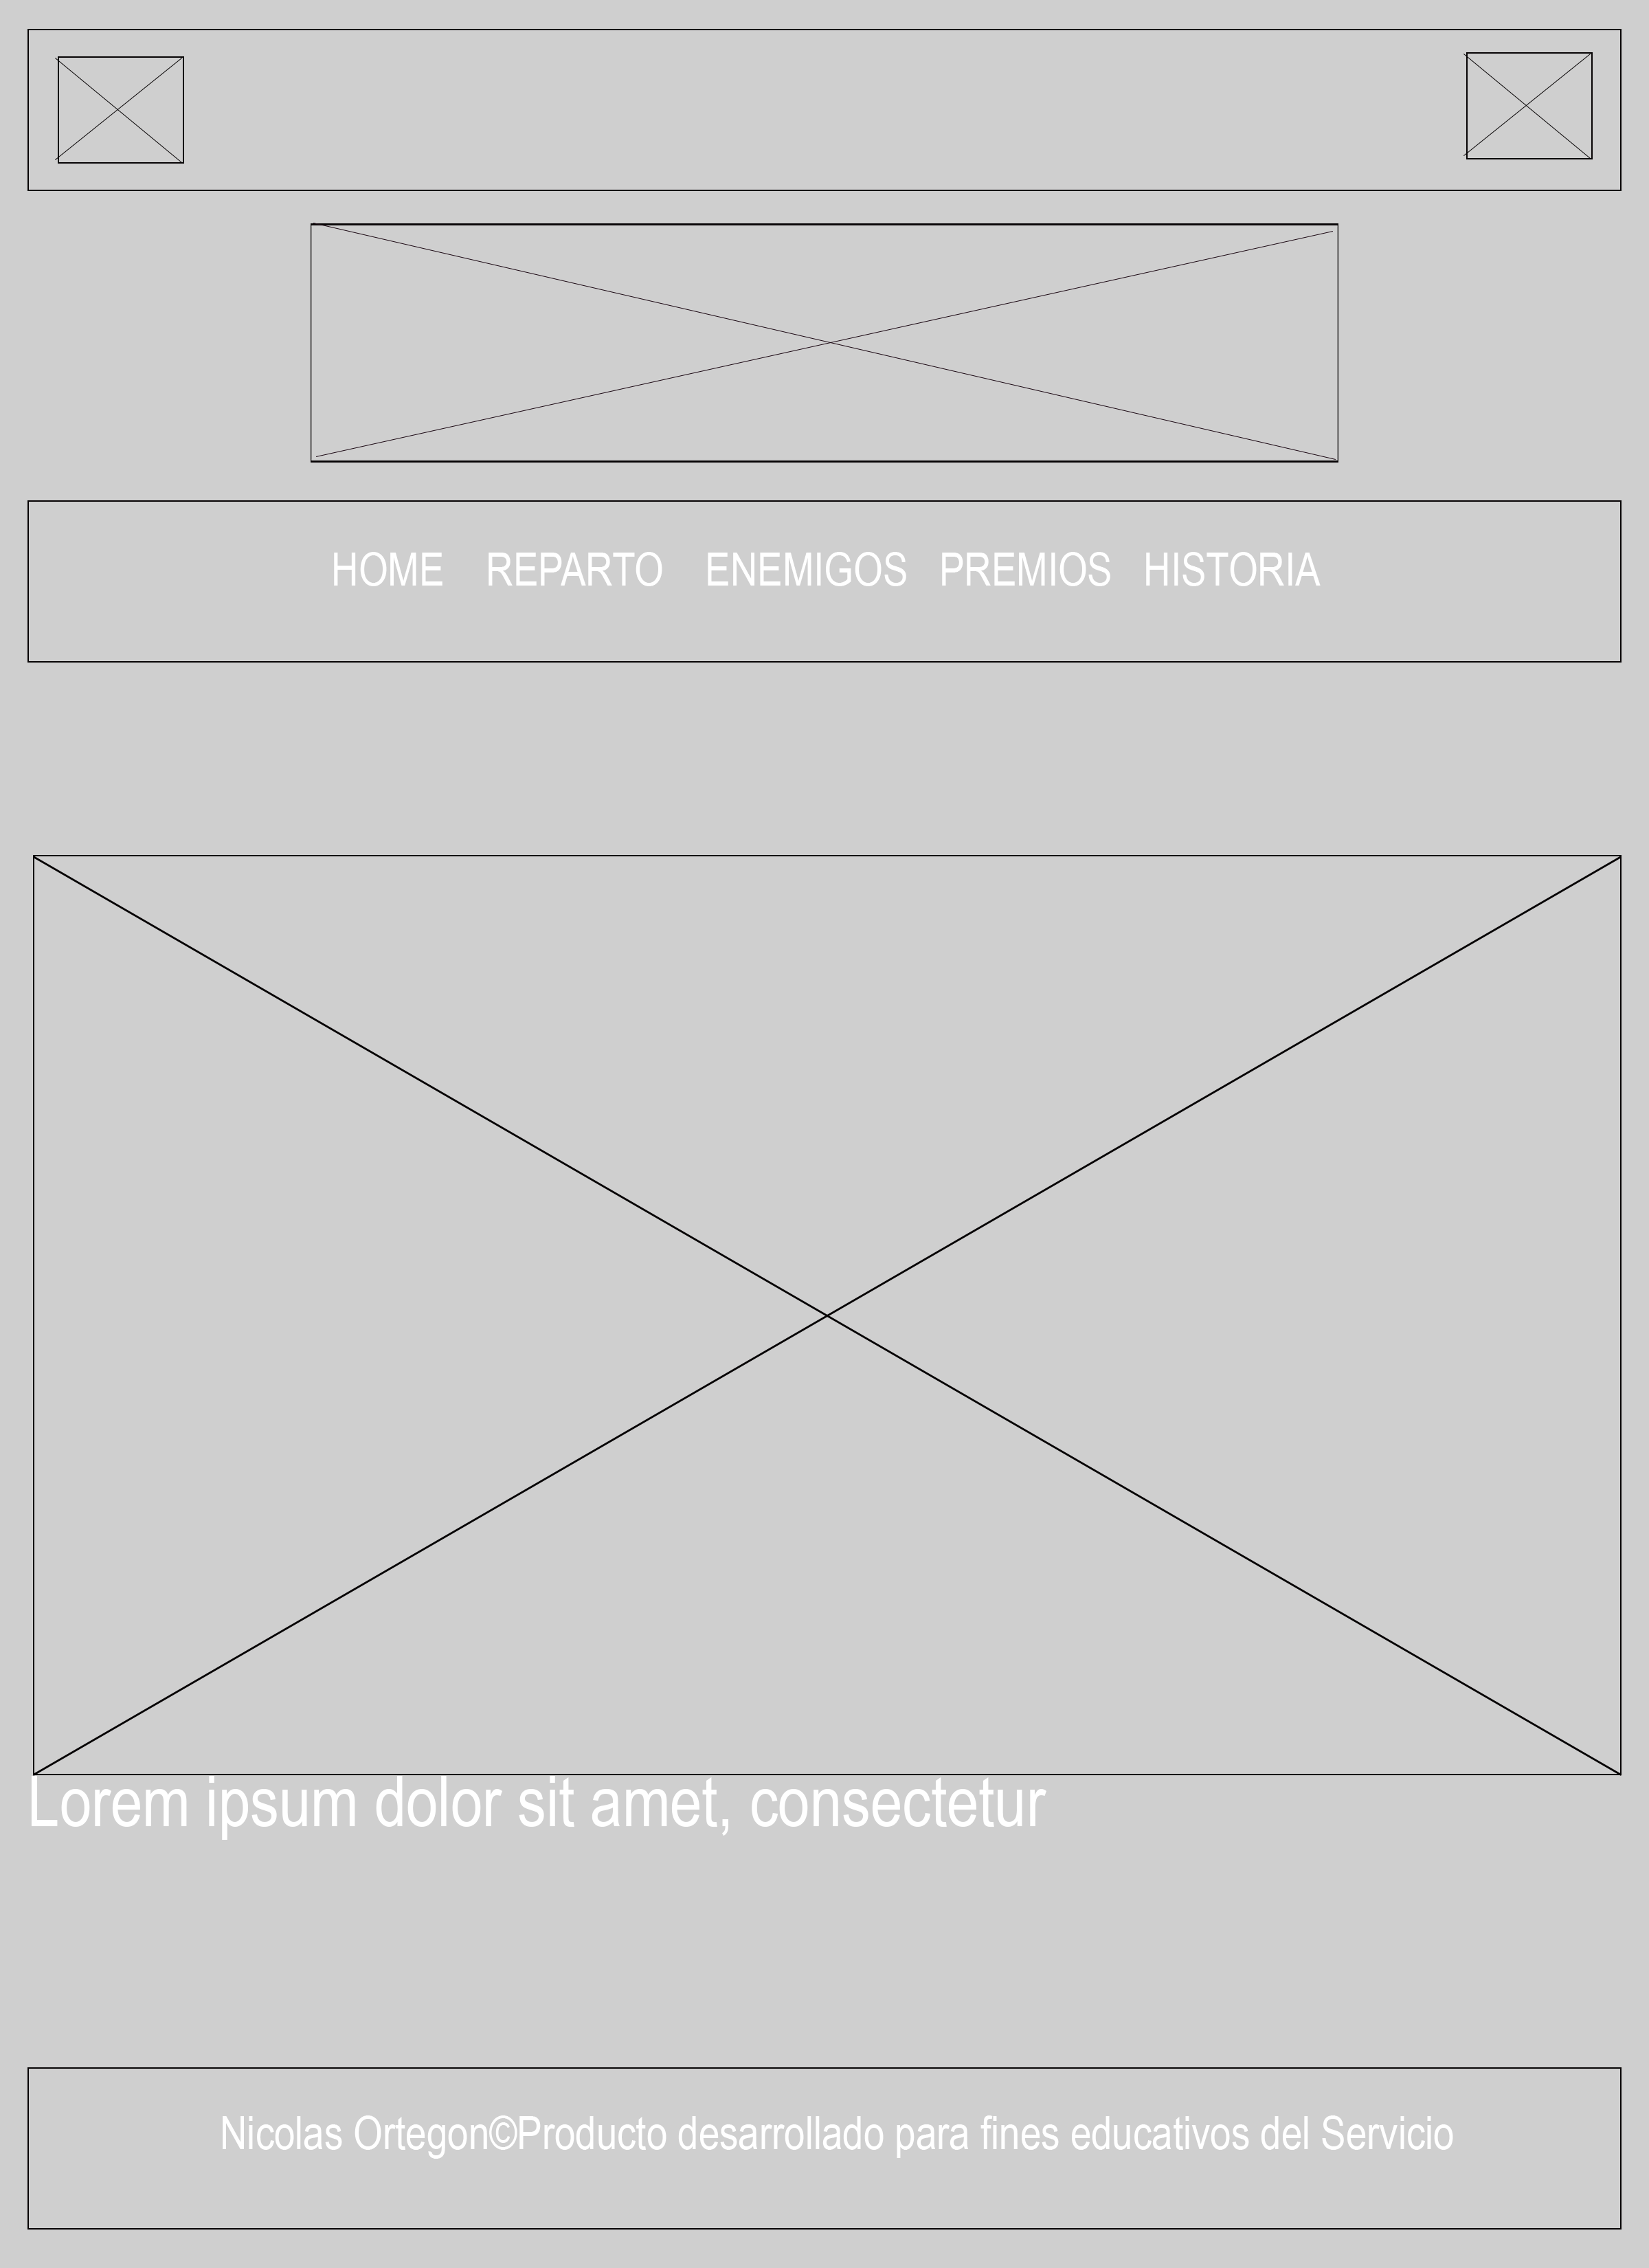 HOME REPARTO ENEMIGOS PREMIOS HISTORIA
Lorem ipsum dolor sit amet, consectetur
Nicolas Ortegon©Producto desarrollado para fines educativos del Servicio